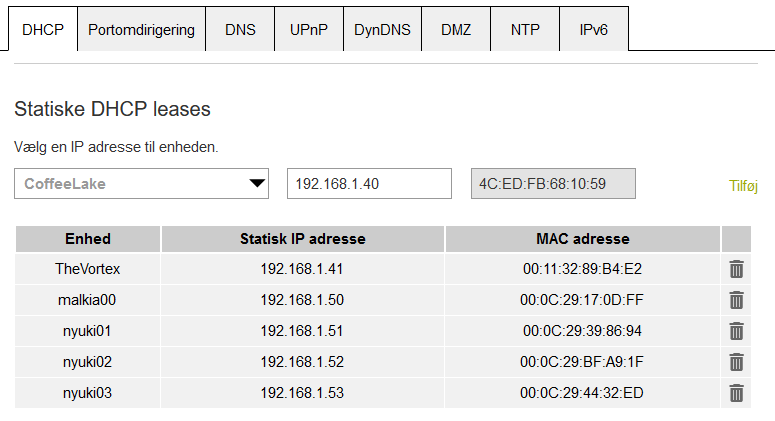 DHCP Portomdirigering DNS UPnP DynDNS DMZ NTP IPv6
Statiske DHCP leases
Vælg en IP adresse til enheden.
CoffeeLake 192.168.1.40 4C:ED:FB:68:10:59 Tilføj
Enhed Statisk IP adresse MAC adresse
TheVortex 192.168.1.41 00:11:32:89:B4:E2
malkia00 192.168.1.50 00:0C:29:17:0D:FF
nyuki01 192.168.1.51 00:0C:29:39:86:94
nyuki02 192.168.1.52 00:0C:29:BF:A9:1F
nyuki03 192.168.1.53 00:0C:29:44:32:ED